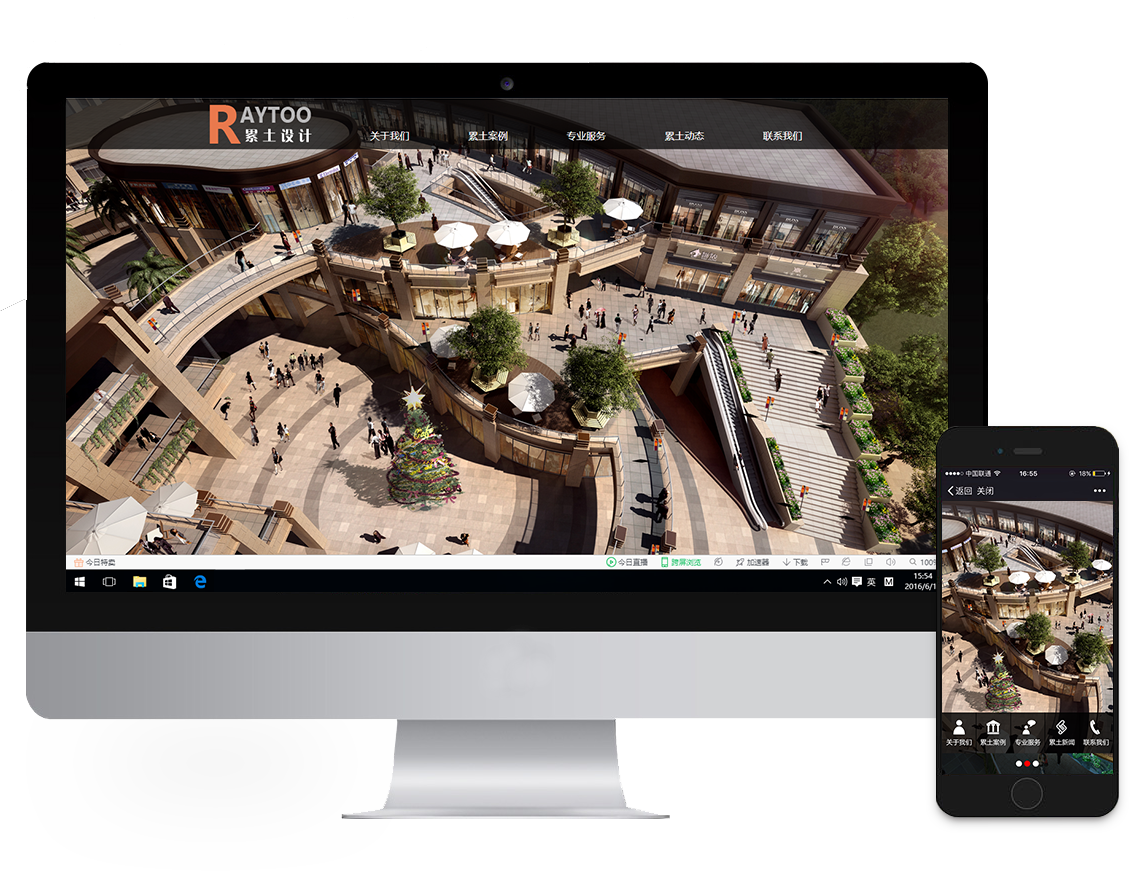 RAYTOO
累土设计
关于我们
累土案例
专业服务
累土动态
联系我们
今日特卖
今日直播
跨屏浏览
加速器
下载
100%
英
M
15:54
2016/6/1
中国联通
16:55
18%
返回 关闭
关于我们
累土案例
专业服务
累土新闻
联系我们